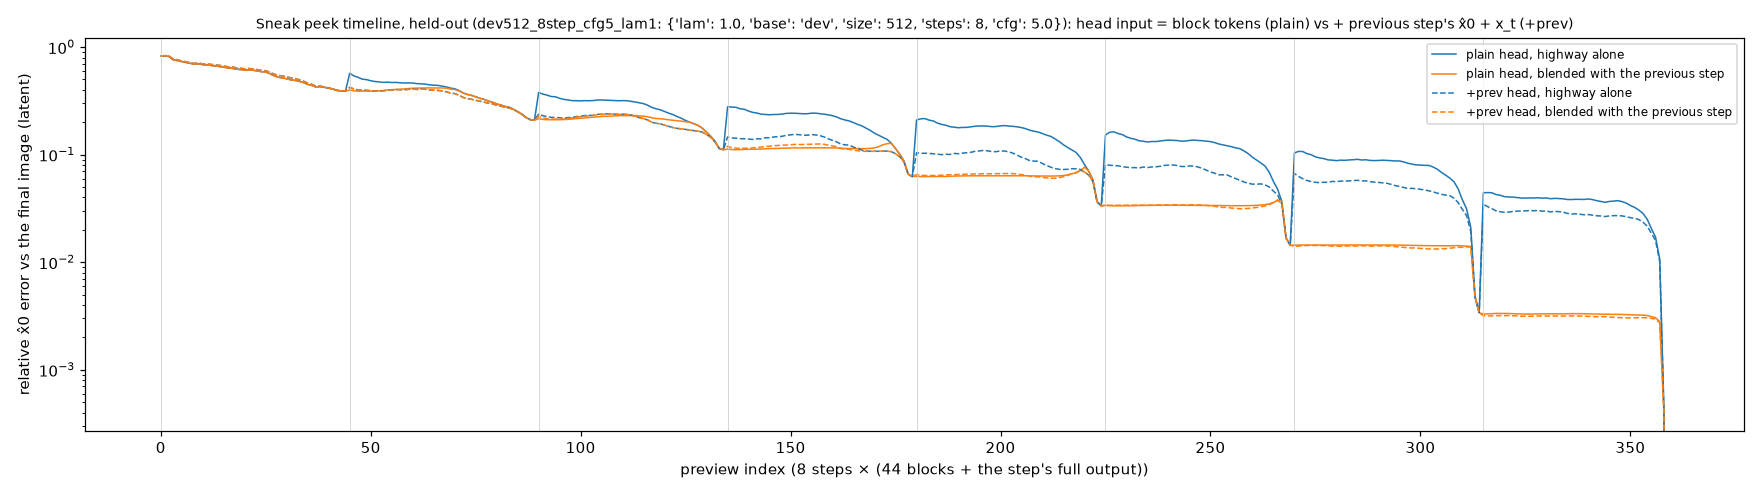 Sneak peek timeline, held-out (dev512_8step_cfg5_lam1: {'lam': 1.0, 'base': 'dev', 'size': 512, 'steps': 8, 'cfg': 5.0}): head input = block tokens (plain) vs + previous step's x̂0 + x_t (+prev)
relative x̂0 error vs the final image (latent)
10⁰
10⁻¹
10⁻²
10⁻³
plain head, highway alone
plain head, blended with the previous step
+prev head, highway alone
+prev head, blended with the previous step
0 50 100 150 200 250 300 350
preview index (8 steps × (44 blocks + the step's full output))